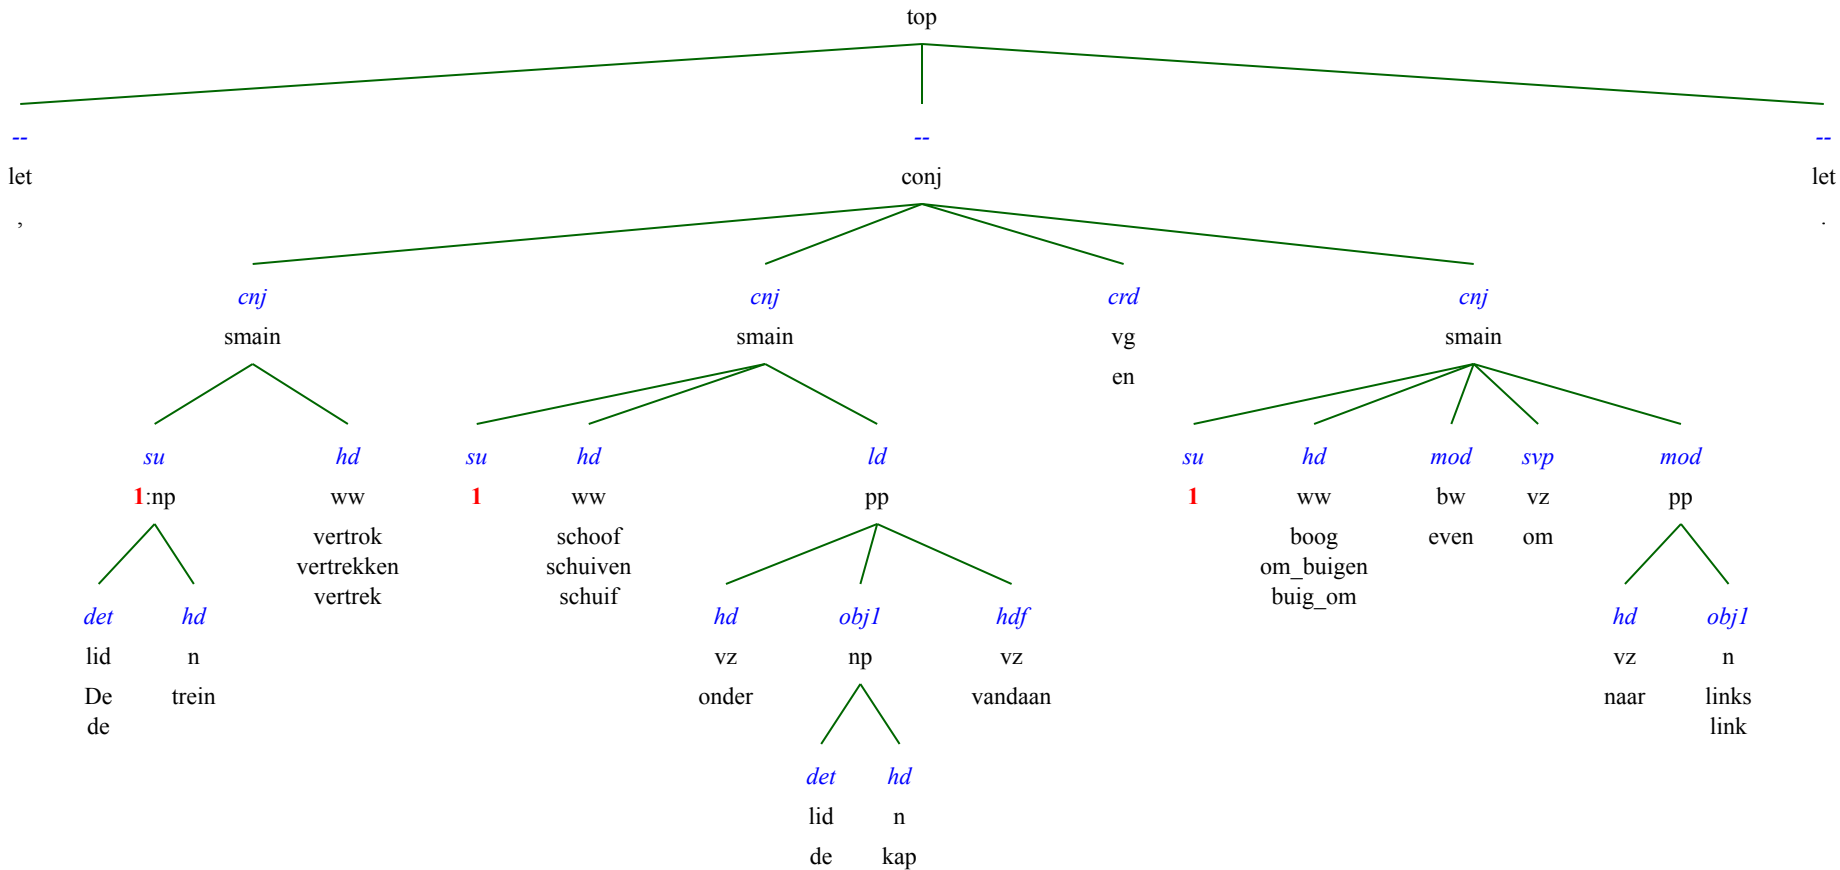 top
-- -- --
let conj let
, .
cnj cnj crd cnj
smain smain vg smain
en
su hd su hd ld su hd mod svp mod
1:np ww 1 ww pp 1 ww bw vz pp
vertrok schoof boog even om
vertrekken schuiven om_buigen
vertrek schuif buig_om
det hd hd obj1 hdf hd obj1
lid n vz np vz vz n
De trein onder vandaan naar links
de link
det hd
lid n
de kap